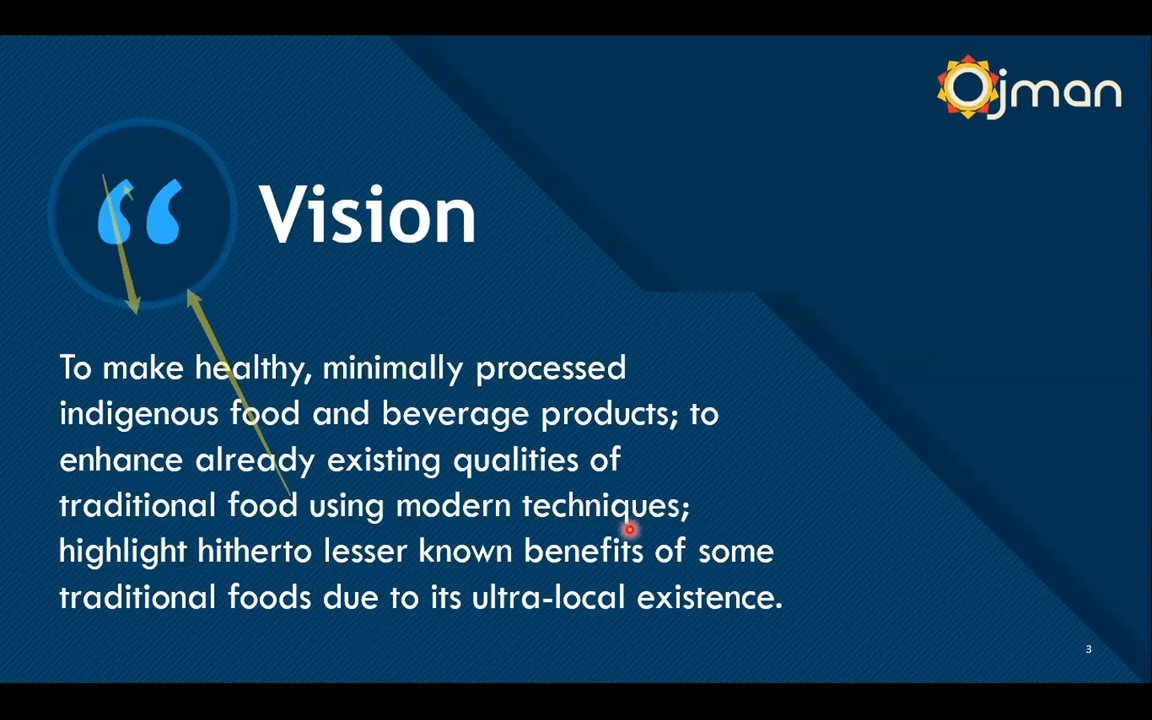 Ojman
“
Vision
To make healthy, minimally processed
indigenous food and beverage products; to
enhance already existing qualities of
traditional food using modern techniques;
highlight hitherto lesser known benefits of some
traditional foods due to its ultra-local existence.
3